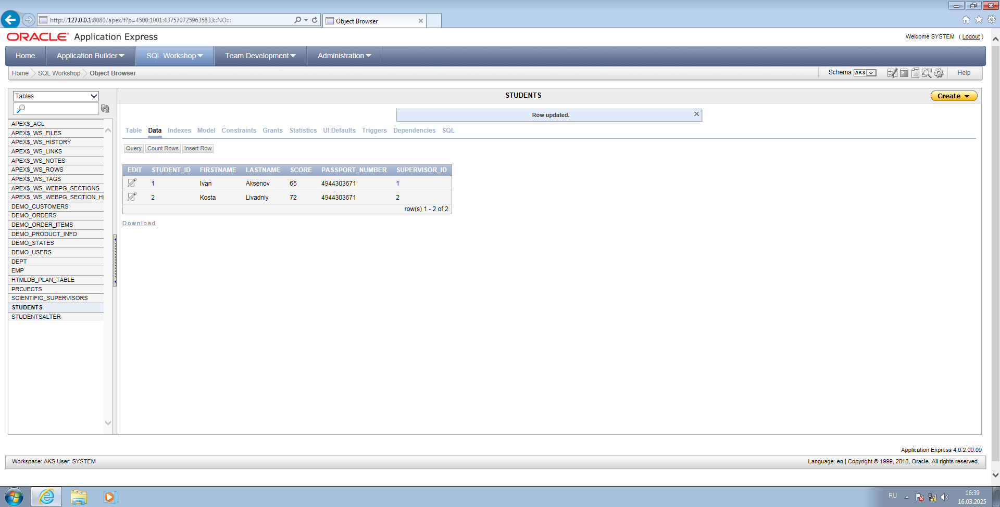 http://127.0.0.1:8080/apex/f?p=4500:1001:4375707259635833::NO:::
Object Browser
ORACLE Application Express
Welcome SYSTEM ( Logout )
Home Application Builder SQL Workshop Team Development Administration
Home SQL Workshop Object Browser
Schema AKS Help
Tables
STUDENTS
Create
Row updated.
Table Data Indexes Model Constraints Grants Statistics UI Defaults Triggers Dependencies SQL
Query Count Rows Insert Row
EDIT STUDENT_ID FIRSTNAME LASTNAME SCORE PASSPORT_NUMBER SUPERVISOR_ID
1 Ivan Aksenov 65 4944303671 1
2 Kosta Livadniy 72 4944303671 2
row(s) 1 - 2 of 2
Download
APEX$_ACL
APEX$_WS_FILES
APEX$_WS_HISTORY
APEX$_WS_LINKS
APEX$_WS_NOTES
APEX$_WS_ROWS
APEX$_WS_TAGS
APEX$_WS_WEBPG_SECTIONS
APEX$_WS_WEBPG_SECTION_HI
DEMO_CUSTOMERS
DEMO_ORDERS
DEMO_ORDER_ITEMS
DEMO_PRODUCT_INFO
DEMO_STATES
DEMO_USERS
DEPT
EMP
HTMLDB_PLAN_TABLE
PROJECTS
SCIENTIFIC_SUPERVISORS
STUDENTS
STUDENTSALTER
Application Express 4.0.2.00.09
Workspace: AKS User: SYSTEM
Language: en | Copyright © 1999, 2010, Oracle. All rights reserved.
RU
16:39
16.03.2025